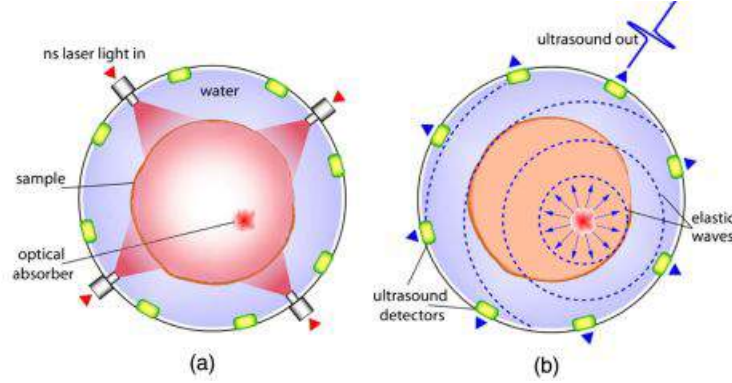 ns laser light in
water
sample
optical
absorber
(a)
ultrasound out
elastic
waves
ultrasound
detectors
(b)